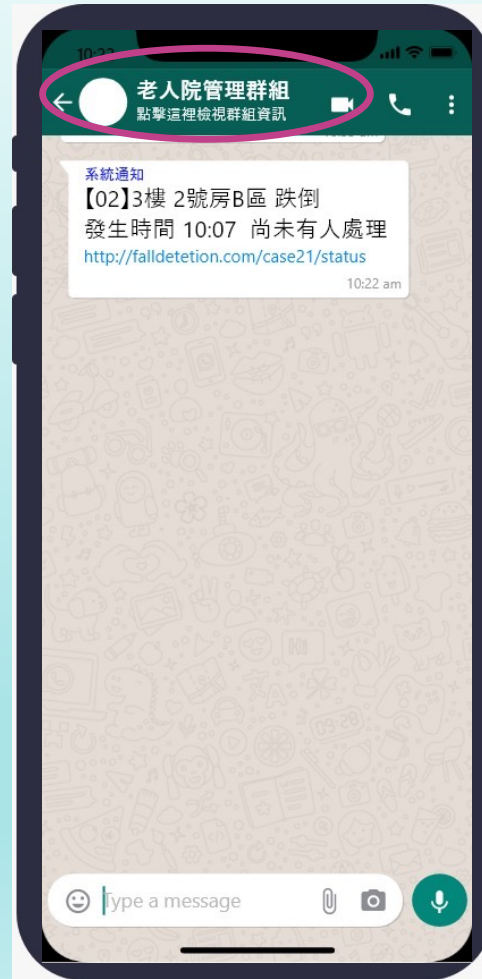 老人院管理群組
點擊這裡檢視群組資訊
系統通知
【02】3樓 2號房B區 跌倒
發生時間 10:07 尚未有人處理
http://falldetetion.com/case21/status
10:22 am
Type a message